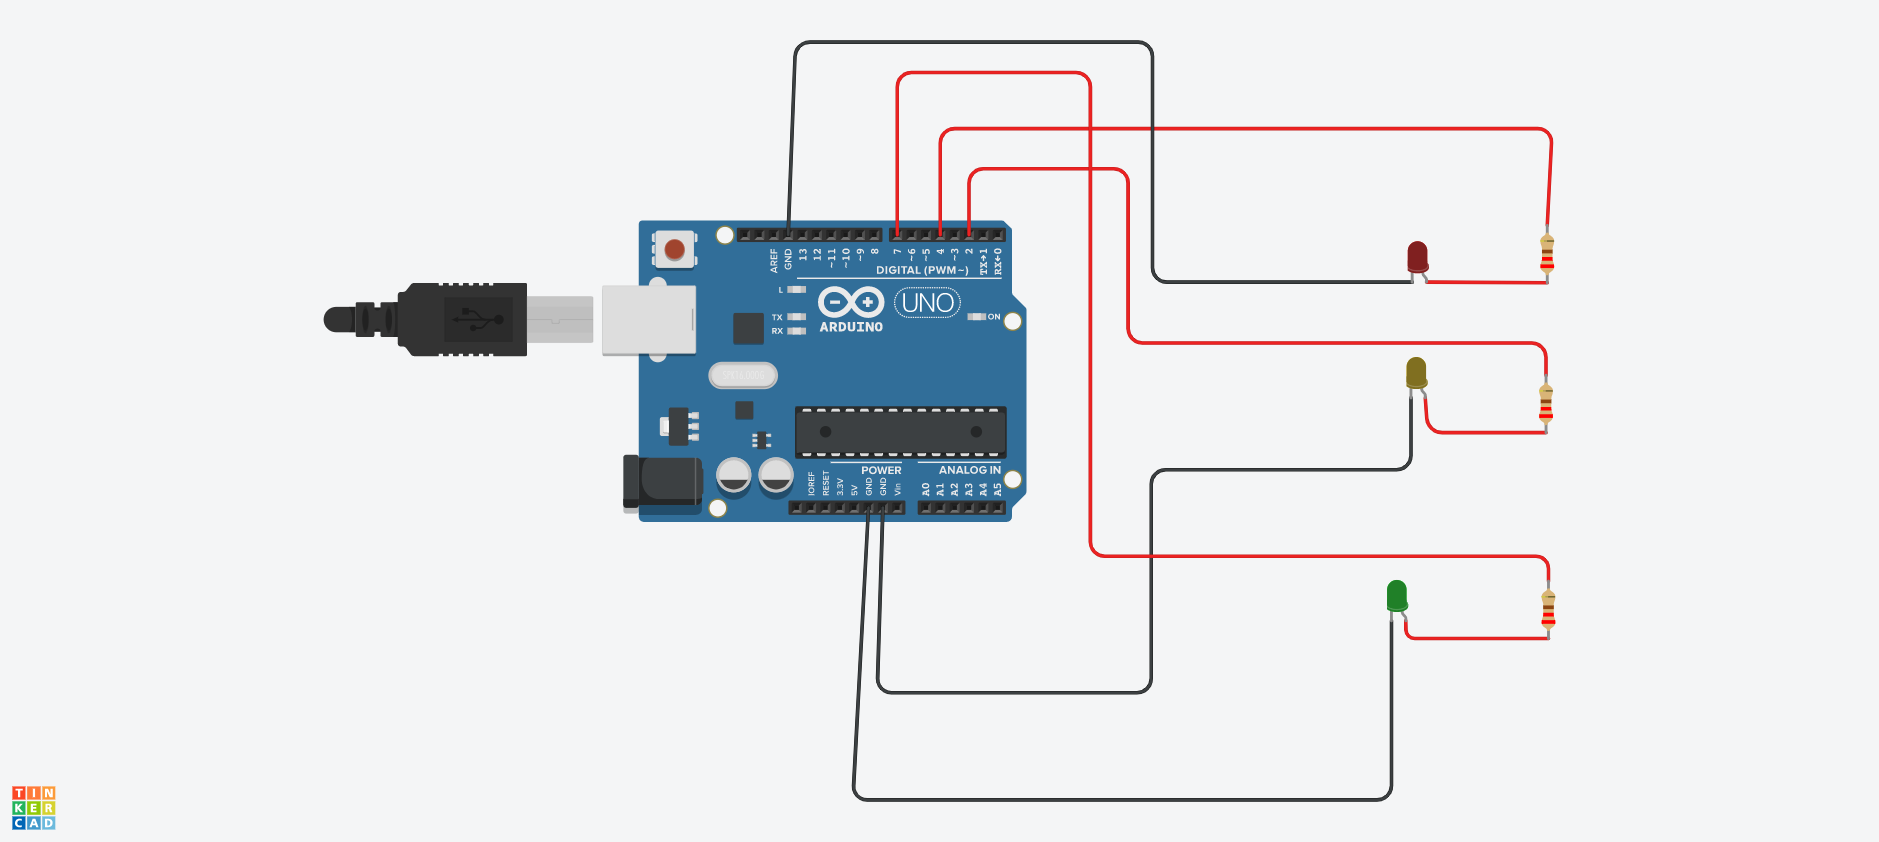 AREF
GND
13
12
~11
~10
~9
8
7
~6
~5
4
~3
2
TX→1
RX←0
DIGITAL (PWM~)
L
TX
RX
ARDUINO
UNO
ON
POWER
ANALOG IN
IOREF
RESET
3.3V
5V
GND
GND
Vin
A0
A1
A2
A3
A4
A5
TIN
KER
CAD